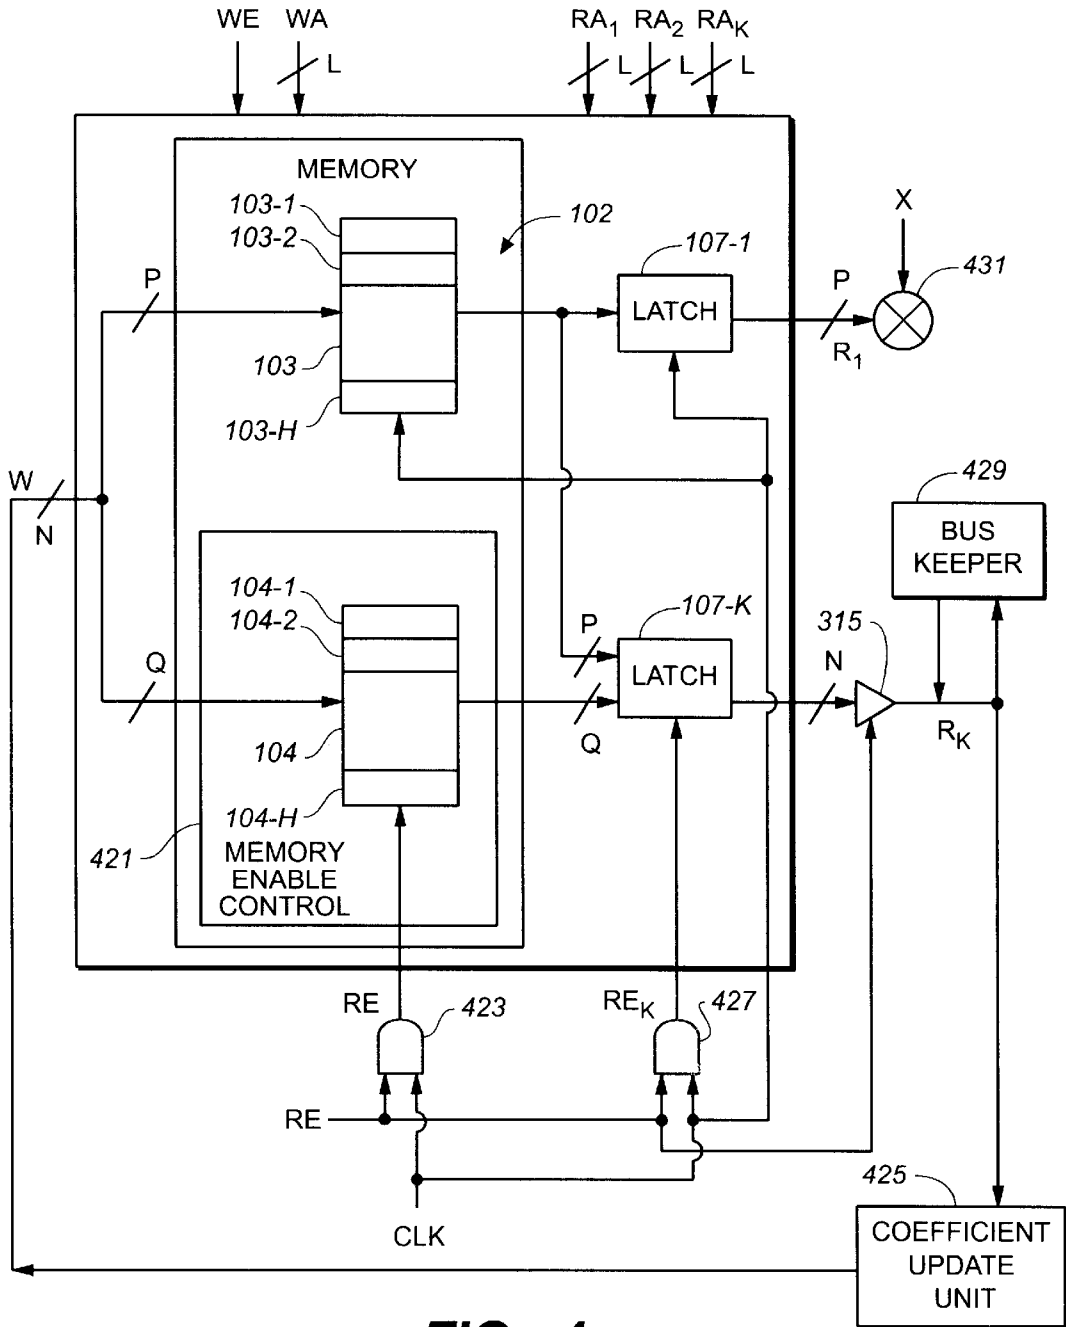 WE WA
RA1 RA2 RAK
L
L L L
MEMORY
103-1
103-2
102
107-1
X
431
P
LATCH
P
R1
103
103-H
W
N
429
BUS
KEEPER
104-1
104-2
107-K
315
P
N
Q
LATCH
RK
Q
104
104-H
421
MEMORY
ENABLE
CONTROL
RE
423
REK
427
RE
425
CLK
COEFFICIENT
UPDATE
UNIT